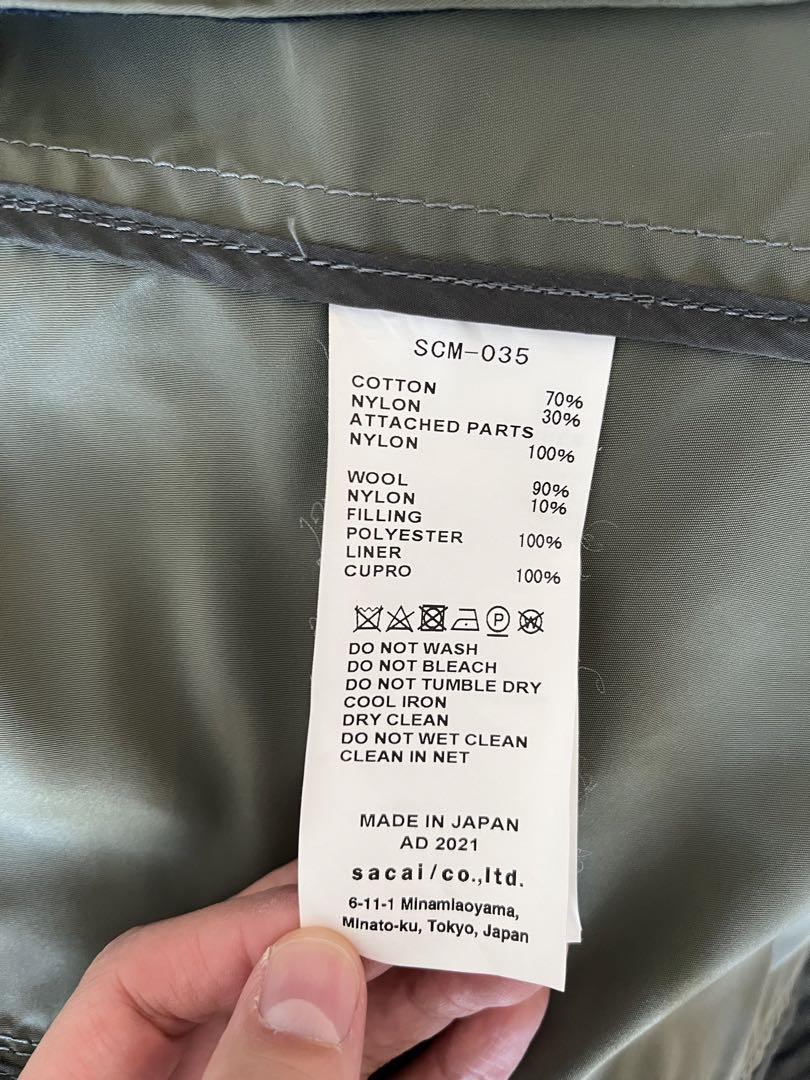 SCM-035
COTTON 70%
NYLON 30%
ATTACHED PARTS
NYLON 100%
WOOL 90%
NYLON 10%
FILLING
POLYESTER 100%
LINER
CUPRO 100%
P W
DO NOT WASH
DO NOT BLEACH
DO NOT TUMBLE DRY
COOL IRON
DRY CLEAN
DO NOT WET CLEAN
CLEAN IN NET
MADE IN JAPAN
AD 2021
sacai/co.,ltd.
6-11-1 Minamiaoyama,
Minato-ku, Tokyo, Japan